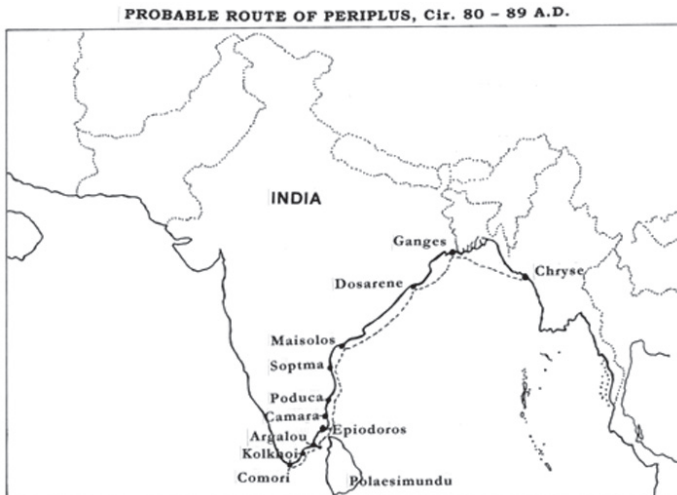 PROBABLE ROUTE OF PERIPLUS, Cir. 80 – 89 A.D.
INDIA
Ganges
Chryse
Dosarene
Maisolos
Soptma
Poduca
Camara
Epiodoros
Argalou
Kolkhoi
Comori
Polaesimundu